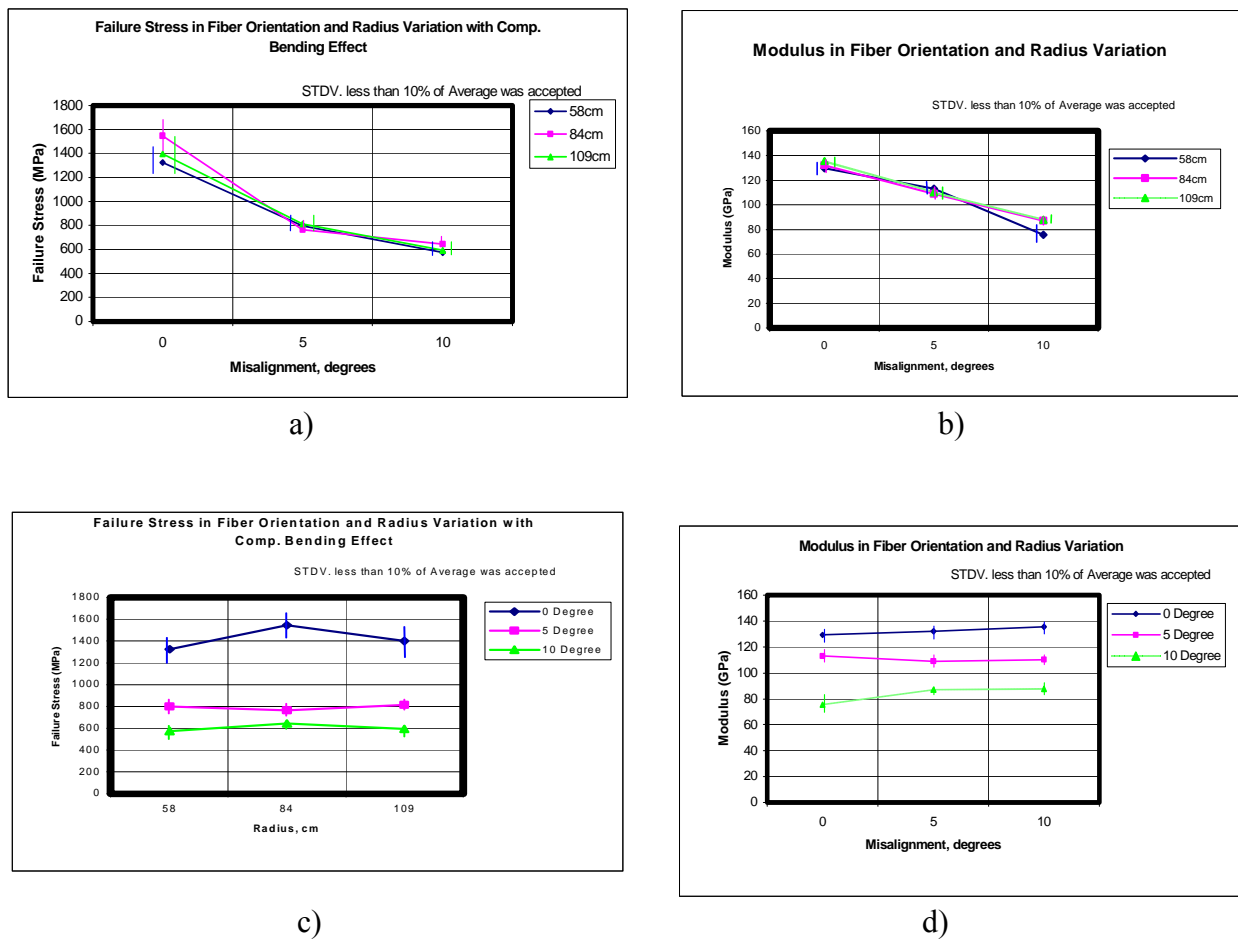 Failure Stress in Fiber Orientation and Radius Variation with Comp.
Bending Effect
STDV. less than 10% of Average was accepted
1800
1600
1400
1200
1000
800
600
400
200
0
Failure Stress (MPa)
0 5 10
Misalignment, degrees
58cm
84cm
109cm
a)
Modulus in Fiber Orientation and Radius Variation
STDV. less than 10% of Average was accepted
160
140
120
100
80
60
40
20
0
Modulus (GPa)
0 5 10
Misalignment, degrees
58cm
84cm
109cm
b)
Failure Stress in Fiber Orientation and Radius Variation with
Comp. Bending Effect
STDV. less than 10% of Average was accepted
1800
1600
1400
1200
1000
800
600
400
200
0
Failure Stress (MPa)
58 84 109
Radius, cm
0 Degree
5 Degree
10 Degree
c)
Modulus in Fiber Orientation and Radius Variation
STDV. less than 10% of Average was accepted
160
140
120
100
80
60
40
20
0
Modulus (GPa)
0 5 10
Misalignment, degrees
0 Degree
5 Degree
10 Degree
d)